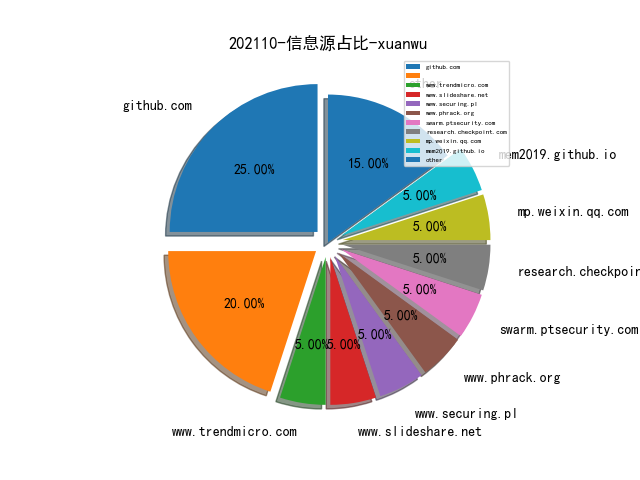 202110-信息源占比-xuanwu
github.com
other
github.com
www.trendmicro.com
www.slideshare.net
www.securing.pl
www.phrack.org
swarm.ptsecurity.com
research.checkpoint.com
mp.weixin.qq.com
mem2019.github.io
other
25.00%
15.00%
mem2019.github.io
5.00%
mp.weixin.qq.com
5.00%
5.00%
research.checkpoin
5.00%
20.00%
5.00%
swarm.ptsecurity.com
5.00%
5.00%
5.00%
www.phrack.org
www.securing.pl
www.trendmicro.com
www.slideshare.net